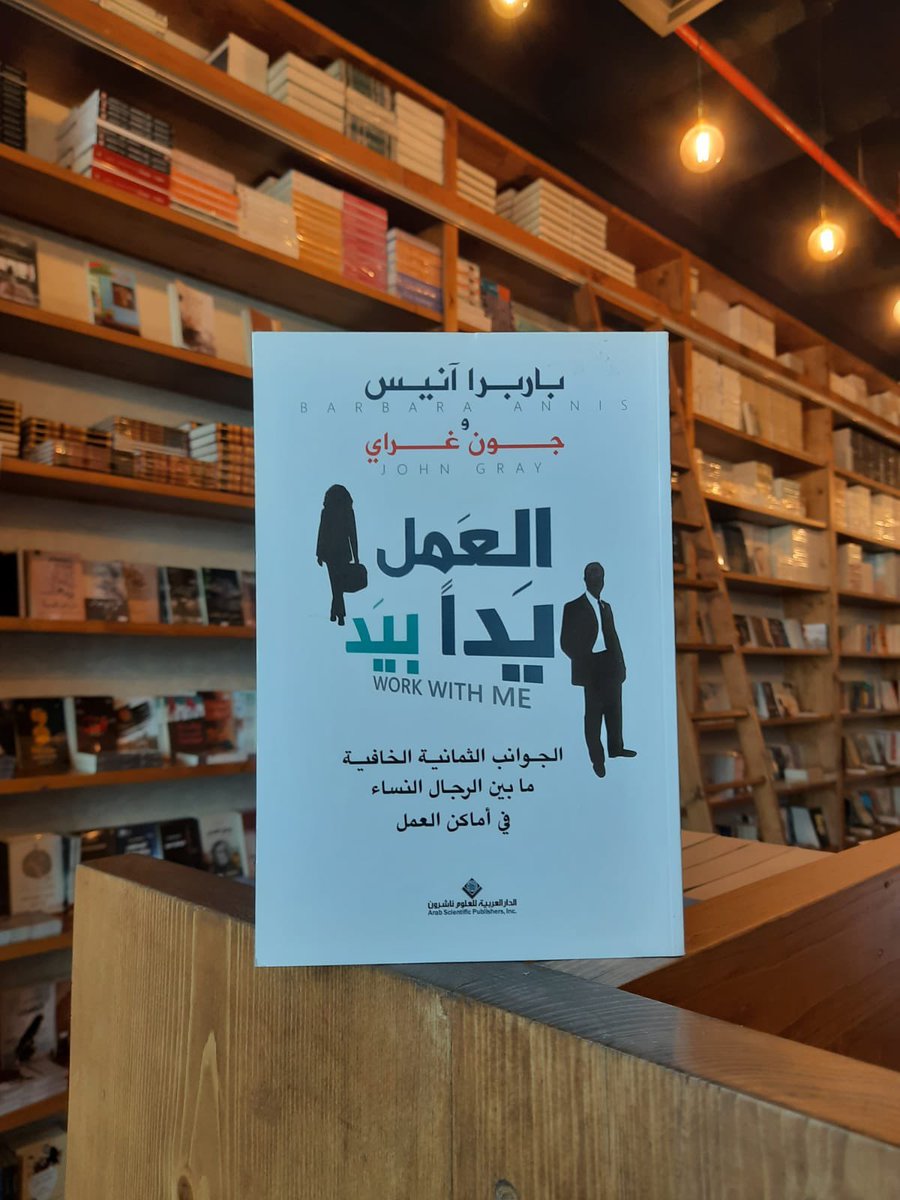 باربرا آنيس
BARBARA ANNIS
و
جون غراي
JOHN GRAY
العَمل
يَداً بيَد
WORK WITH ME
الجوانب الثمانية الخافية
ما بين الرجال النساء
في أماكن العمل
الدار العربية للعلوم ناشرون
Arab Scientific Publishers, Inc.